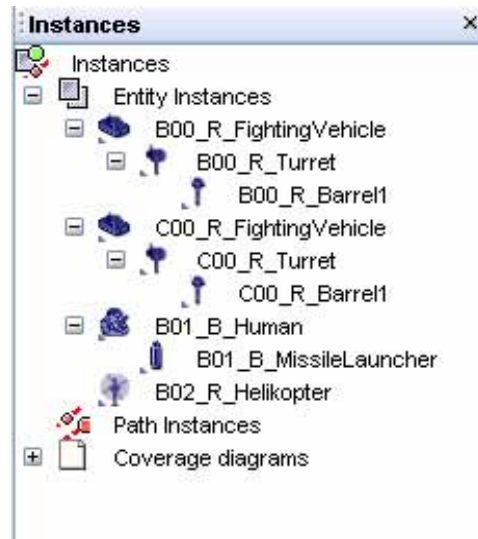 Instances
Instances
Entity Instances
B00_R_FightingVehicle
B00_R_Turret
B00_R_Barrel1
C00_R_FightingVehicle
C00_R_Turret
C00_R_Barrel1
B01_B_Human
B01_B_MissileLauncher
B02_R_Helikopter
Path Instances
Coverage diagrams